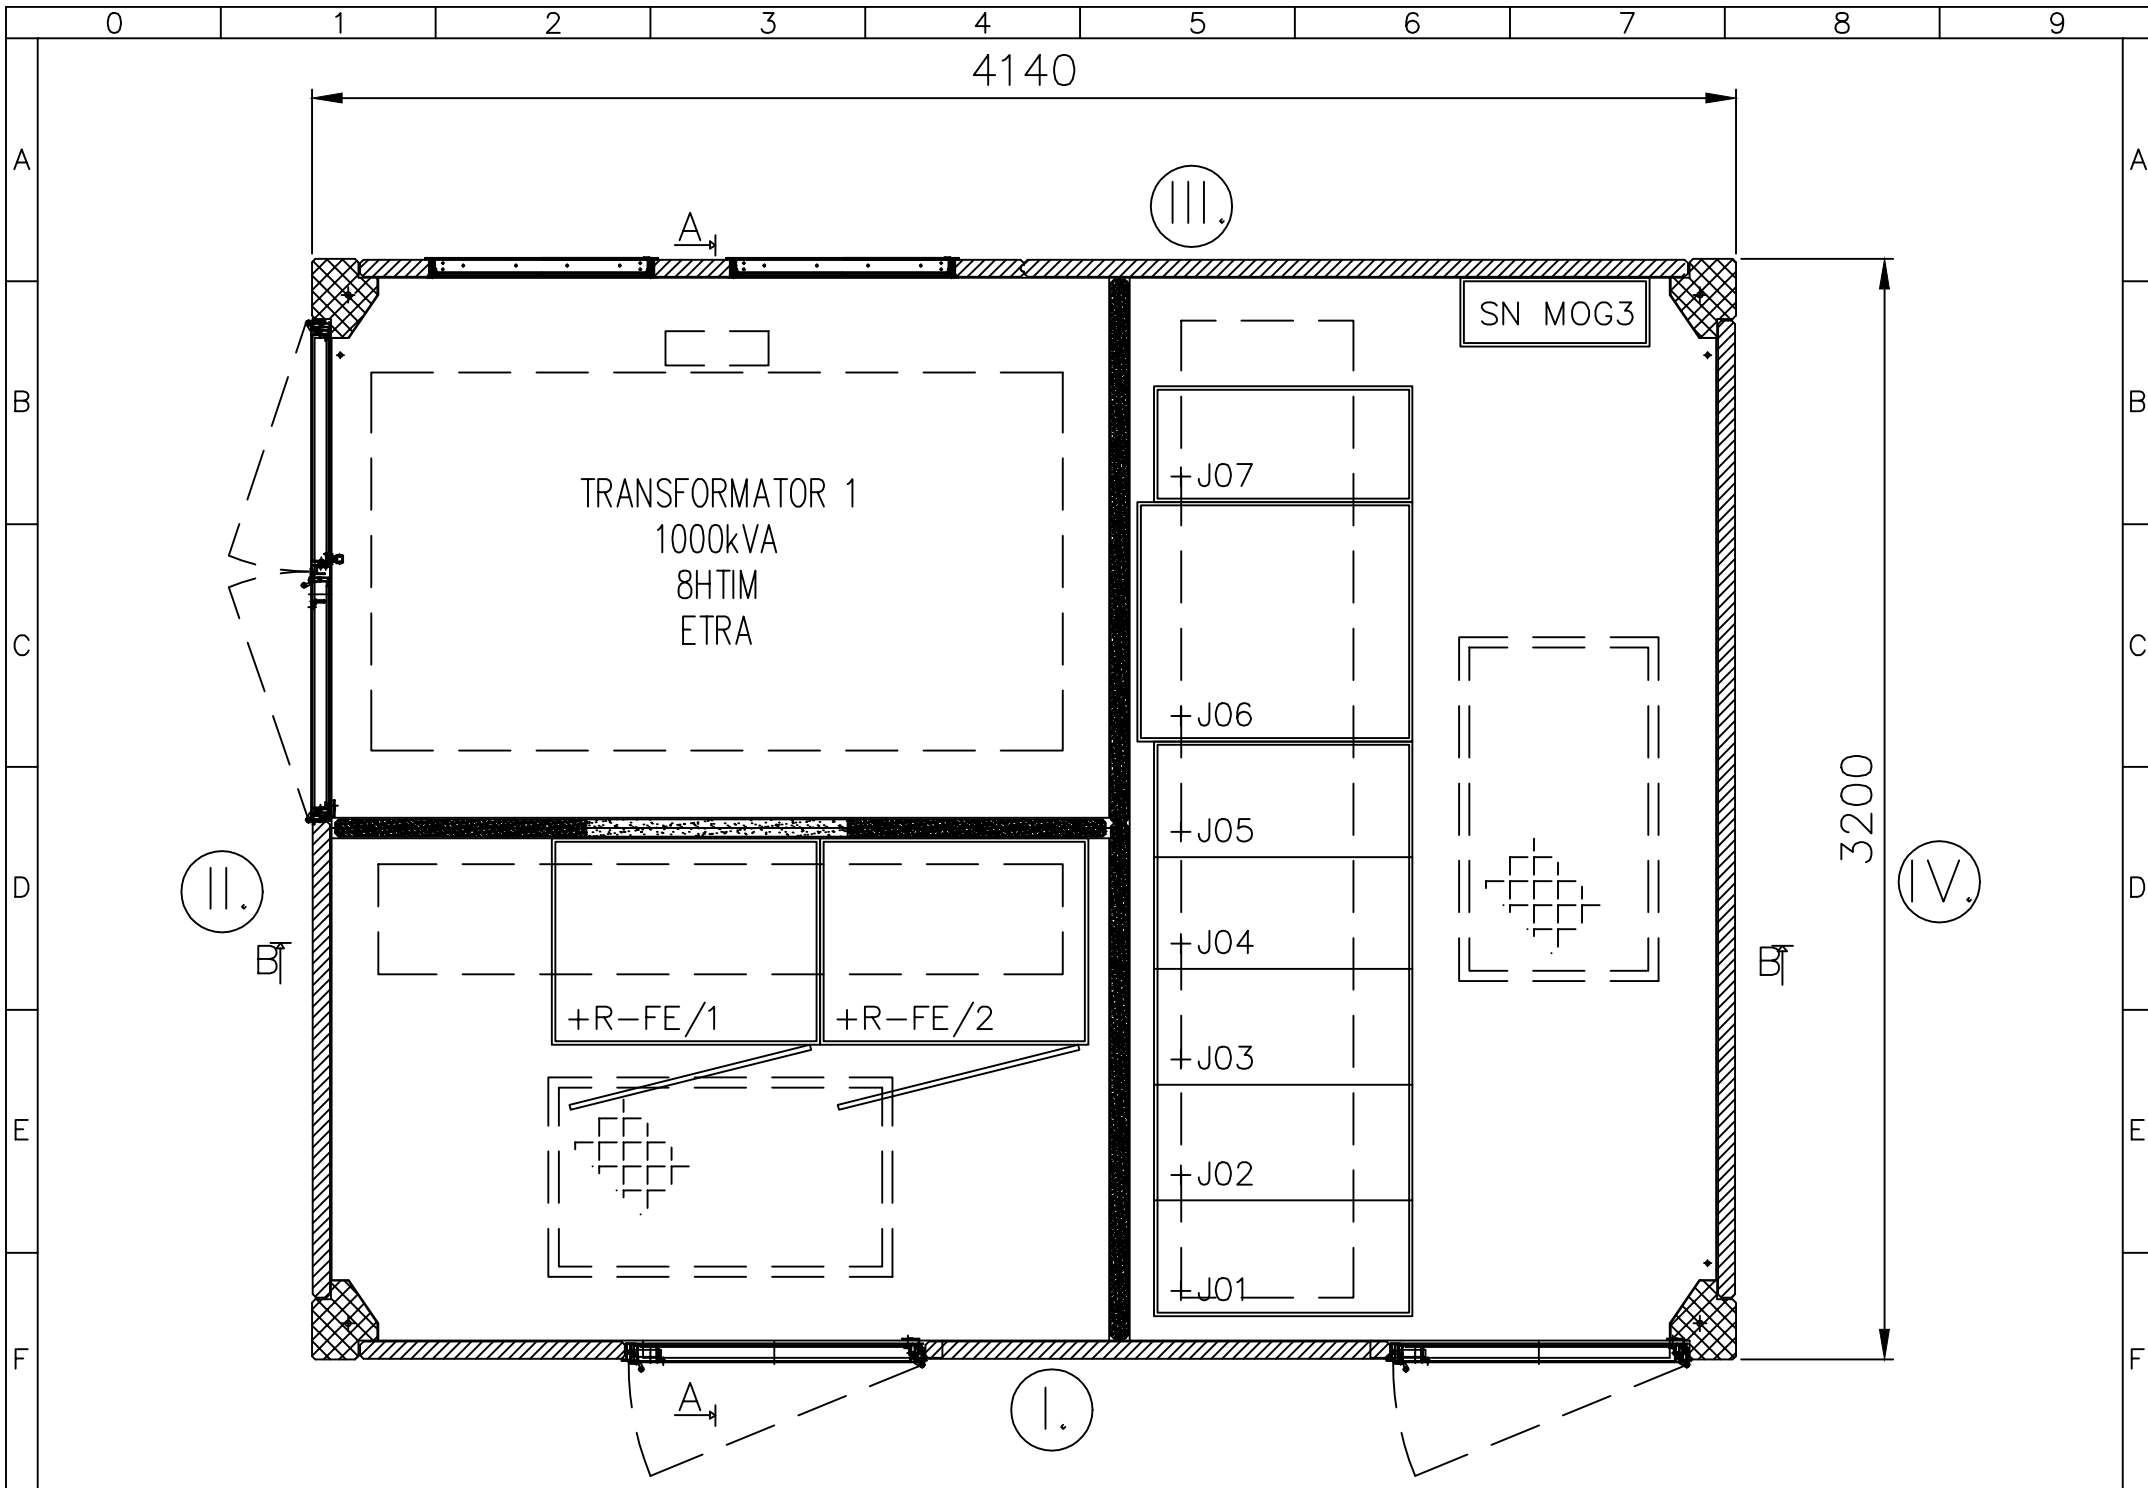 0 1 2 3 4 5 6 7 8 9
4140
A A
III.
A
SN MOG3
B B
+J07
TRANSFORMATOR 1
1000kVA
8HTIM
ETRA
C C
+J06
3200
+J05
D D
II.
IV.
+J04
B B
+R-FE/1 +R-FE/2
+J03
E E
+J02
+J01
F F
A
I.